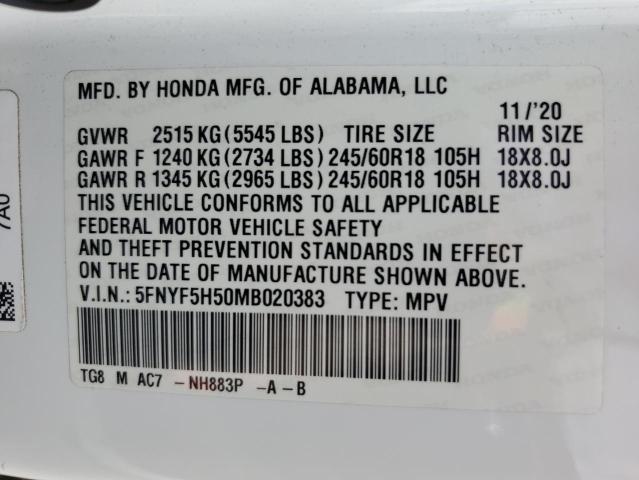 MFD. BY HONDA MFG. OF ALABAMA, LLC
11/'20
GVWR 2515 KG (5545 LBS) TIRE SIZE RIM SIZE
GAWR F 1240 KG (2734 LBS) 245/60R18 105H 18X8.0J
GAWR R 1345 KG (2965 LBS) 245/60R18 105H 18X8.0J
THIS VEHICLE CONFORMS TO ALL APPLICABLE
FEDERAL MOTOR VEHICLE SAFETY
AND THEFT PREVENTION STANDARDS IN EFFECT
ON THE DATE OF MANUFACTURE SHOWN ABOVE.
V.I.N.: 5FNYF5H50MB020383 TYPE: MPV
TG8 M AC7 -NH883P -A-B
7A0